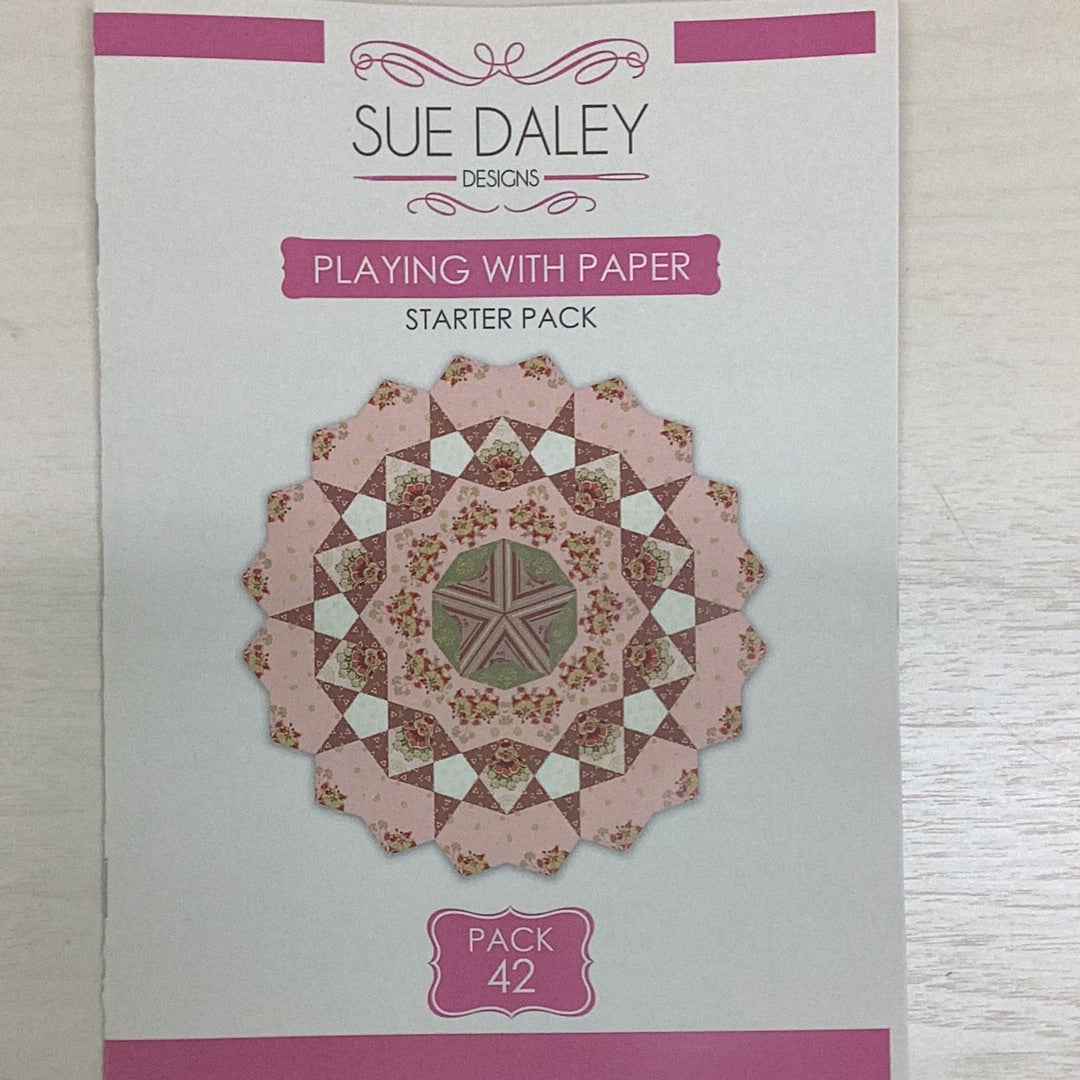 SUE DALEY
DESIGNS
PLAYING WITH PAPER
STARTER PACK
PACK
42